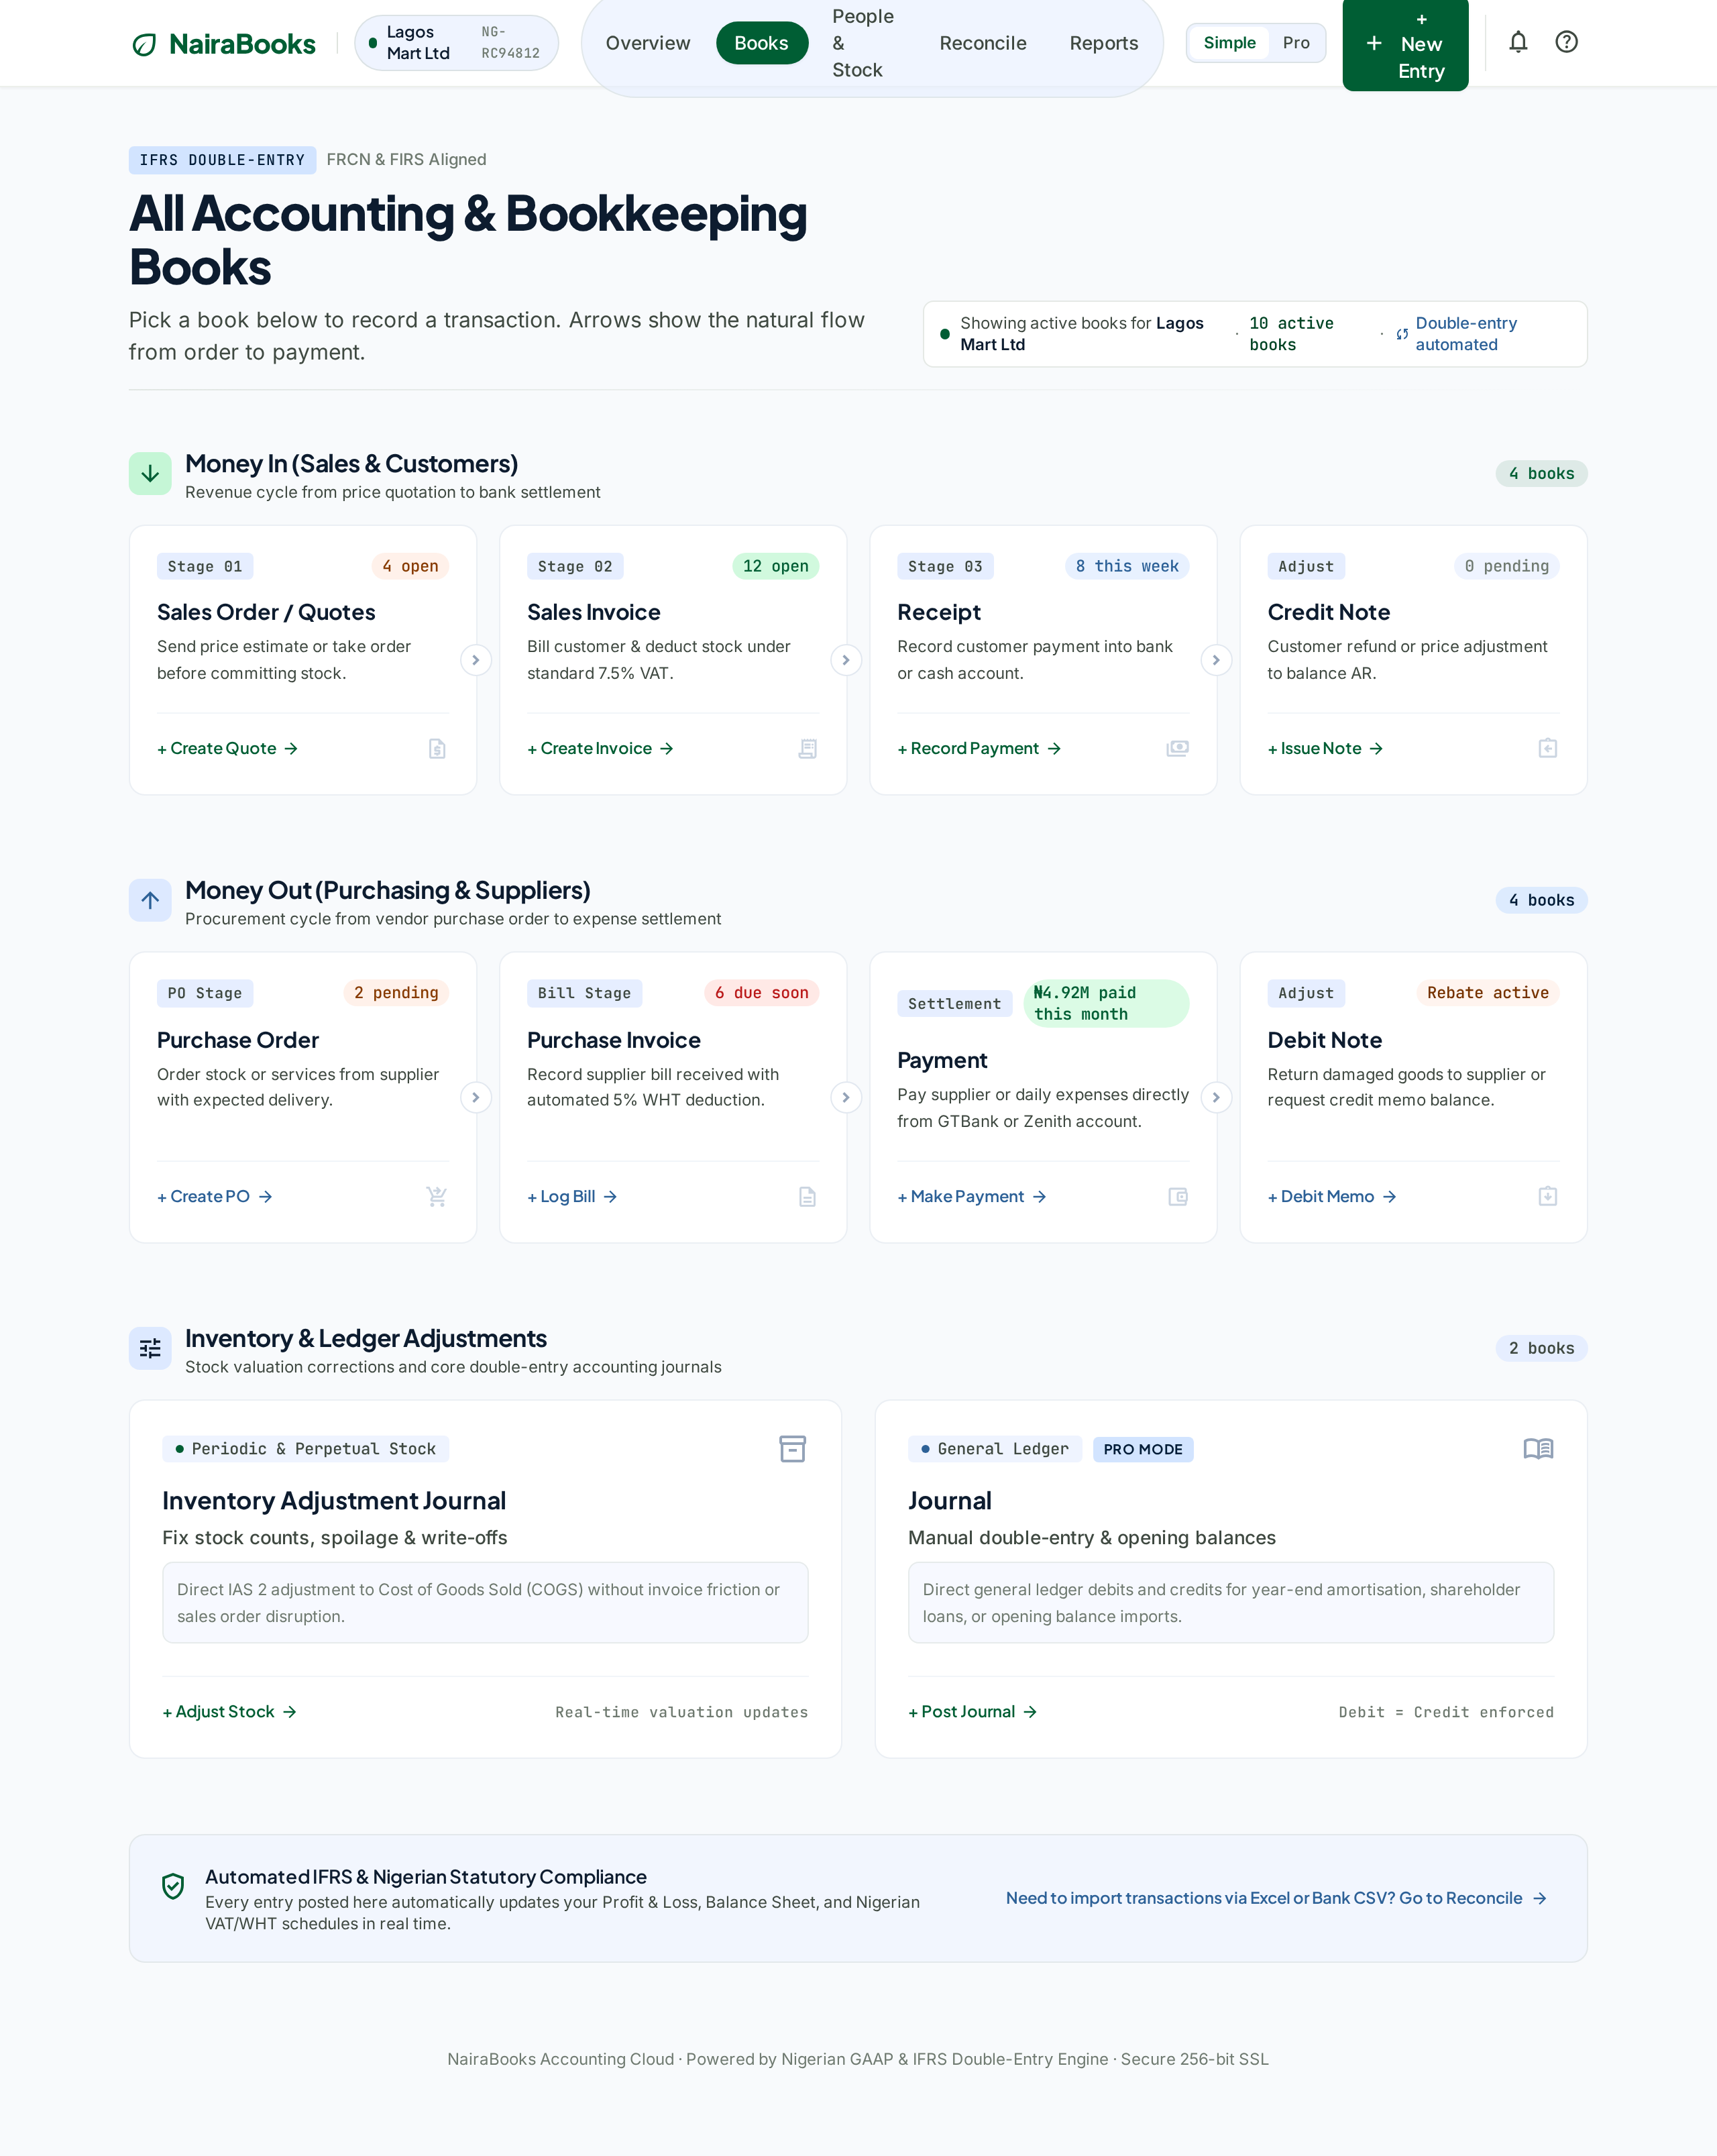 NairaBooks
Lagos
Mart Ltd
NG-
RC94812
Overview
Books
People
&
Stock
Reconcile
Reports
Simple
Pro
+
New
Entry
IFRS DOUBLE-ENTRY
FRCN & FIRS Aligned
All Accounting & Bookkeeping
Books
Pick a book below to record a transaction. Arrows show the natural flow
from order to payment.
Showing active books for Lagos
Mart Ltd
·
10 active
books
·
Double-entry
automated
Money In (Sales & Customers)
Revenue cycle from price quotation to bank settlement
4 books
Stage 01
4 open
Sales Order / Quotes
Send price estimate or take order
before committing stock.
+ Create Quote →
Stage 02
12 open
Sales Invoice
Bill customer & deduct stock under
standard 7.5% VAT.
+ Create Invoice →
Stage 03
8 this week
Receipt
Record customer payment into bank
or cash account.
+ Record Payment →
Adjust
0 pending
Credit Note
Customer refund or price adjustment
to balance AR.
+ Issue Note →
Money Out (Purchasing & Suppliers)
Procurement cycle from vendor purchase order to expense settlement
4 books
PO Stage
2 pending
Purchase Order
Order stock or services from supplier
with expected delivery.
+ Create PO →
Bill Stage
6 due soon
Purchase Invoice
Record supplier bill received with
automated 5% WHT deduction.
+ Log Bill →
Settlement
₦4.92M paid
this month
Payment
Pay supplier or daily expenses directly
from GTBank or Zenith account.
+ Make Payment →
Adjust
Rebate active
Debit Note
Return damaged goods to supplier or
request credit memo balance.
+ Debit Memo →
Inventory & Ledger Adjustments
Stock valuation corrections and core double-entry accounting journals
2 books
Periodic & Perpetual Stock
Inventory Adjustment Journal
Fix stock counts, spoilage & write-offs
Direct IAS 2 adjustment to Cost of Goods Sold (COGS) without invoice friction or
sales order disruption.
+ Adjust Stock →
Real-time valuation updates
General Ledger
PRO MODE
Journal
Manual double-entry & opening balances
Direct general ledger debits and credits for year-end amortisation, shareholder
loans, or opening balance imports.
+ Post Journal →
Debit = Credit enforced
Automated IFRS & Nigerian Statutory Compliance
Every entry posted here automatically updates your Profit & Loss, Balance Sheet, and Nigerian
VAT/WHT schedules in real time.
Need to import transactions via Excel or Bank CSV? Go to Reconcile →
NairaBooks Accounting Cloud · Powered by Nigerian GAAP & IFRS Double-Entry Engine · Secure 256-bit SSL